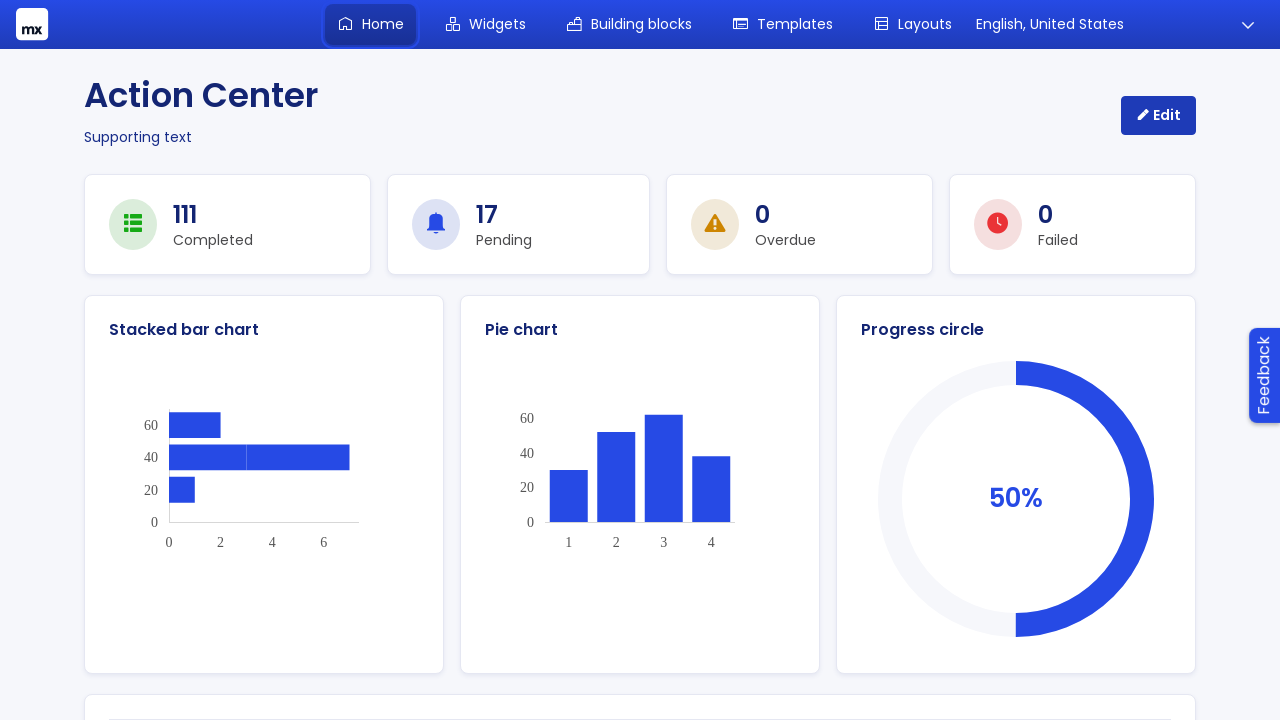 mx
Home
Widgets
Building blocks
Templates
Layouts
English, United States
Action Center
Supporting text
Edit
111
Completed
17
Pending
0
Overdue
0
Failed
Stacked bar chart
60
40
20
0
0 2 4 6
Pie chart
60
40
20
0
1 2 3 4
Progress circle
50%
Feedback